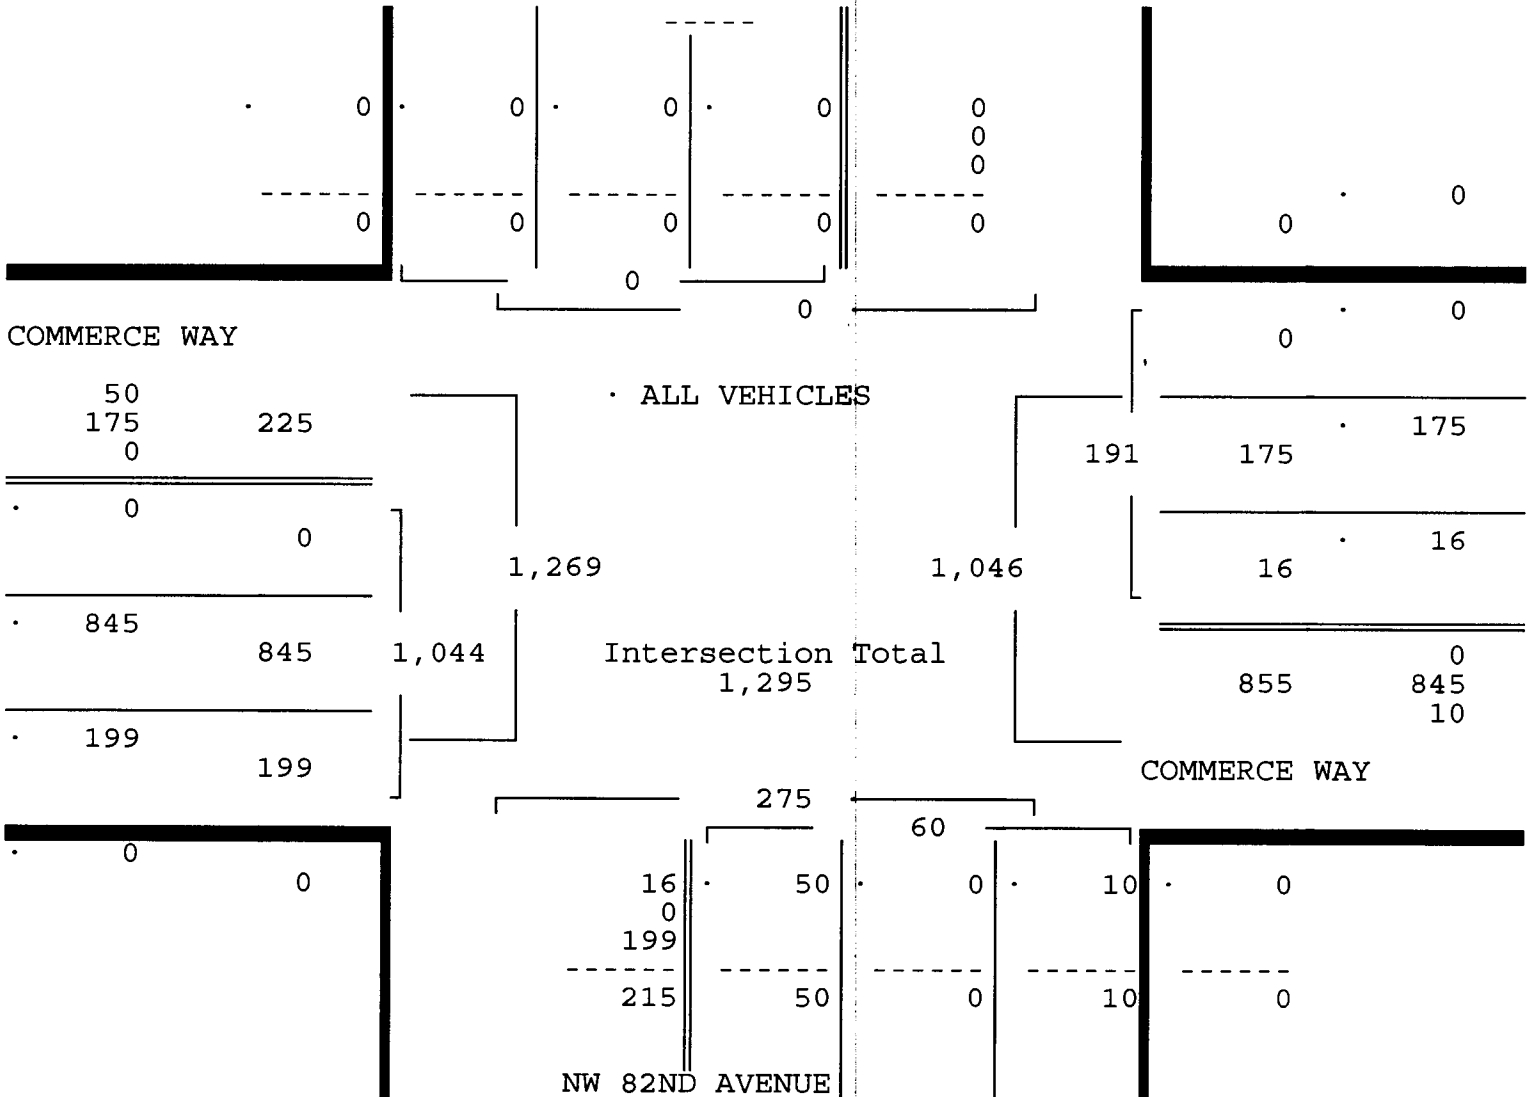 0 0 0 0 0
0
0
0
0 0 0 0 0 0
0
0
0 0
COMMERCE WAY 0
50 ALL VEHICLES
175 225 175
0 191 175
0
0 16
1,269 1,046 16
845
845 1,044 Intersection Total 0
1,295 855 845
10
199
199 COMMERCE WAY
275
60
0
0 16 50 0 10 0
0
199
215 50 0 10 0
NW 82ND AVENUE